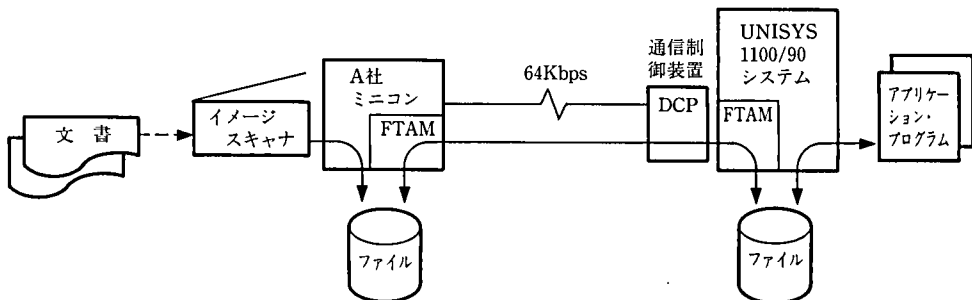 文書
イメージ
スキャナ
A社
ミニコン
FTAM
ファイル
64Kbps
通信制
御装置
DCP
UNISYS
1100/90
システム
FTAM
ファイル
アプリケー
ション・
プログラム